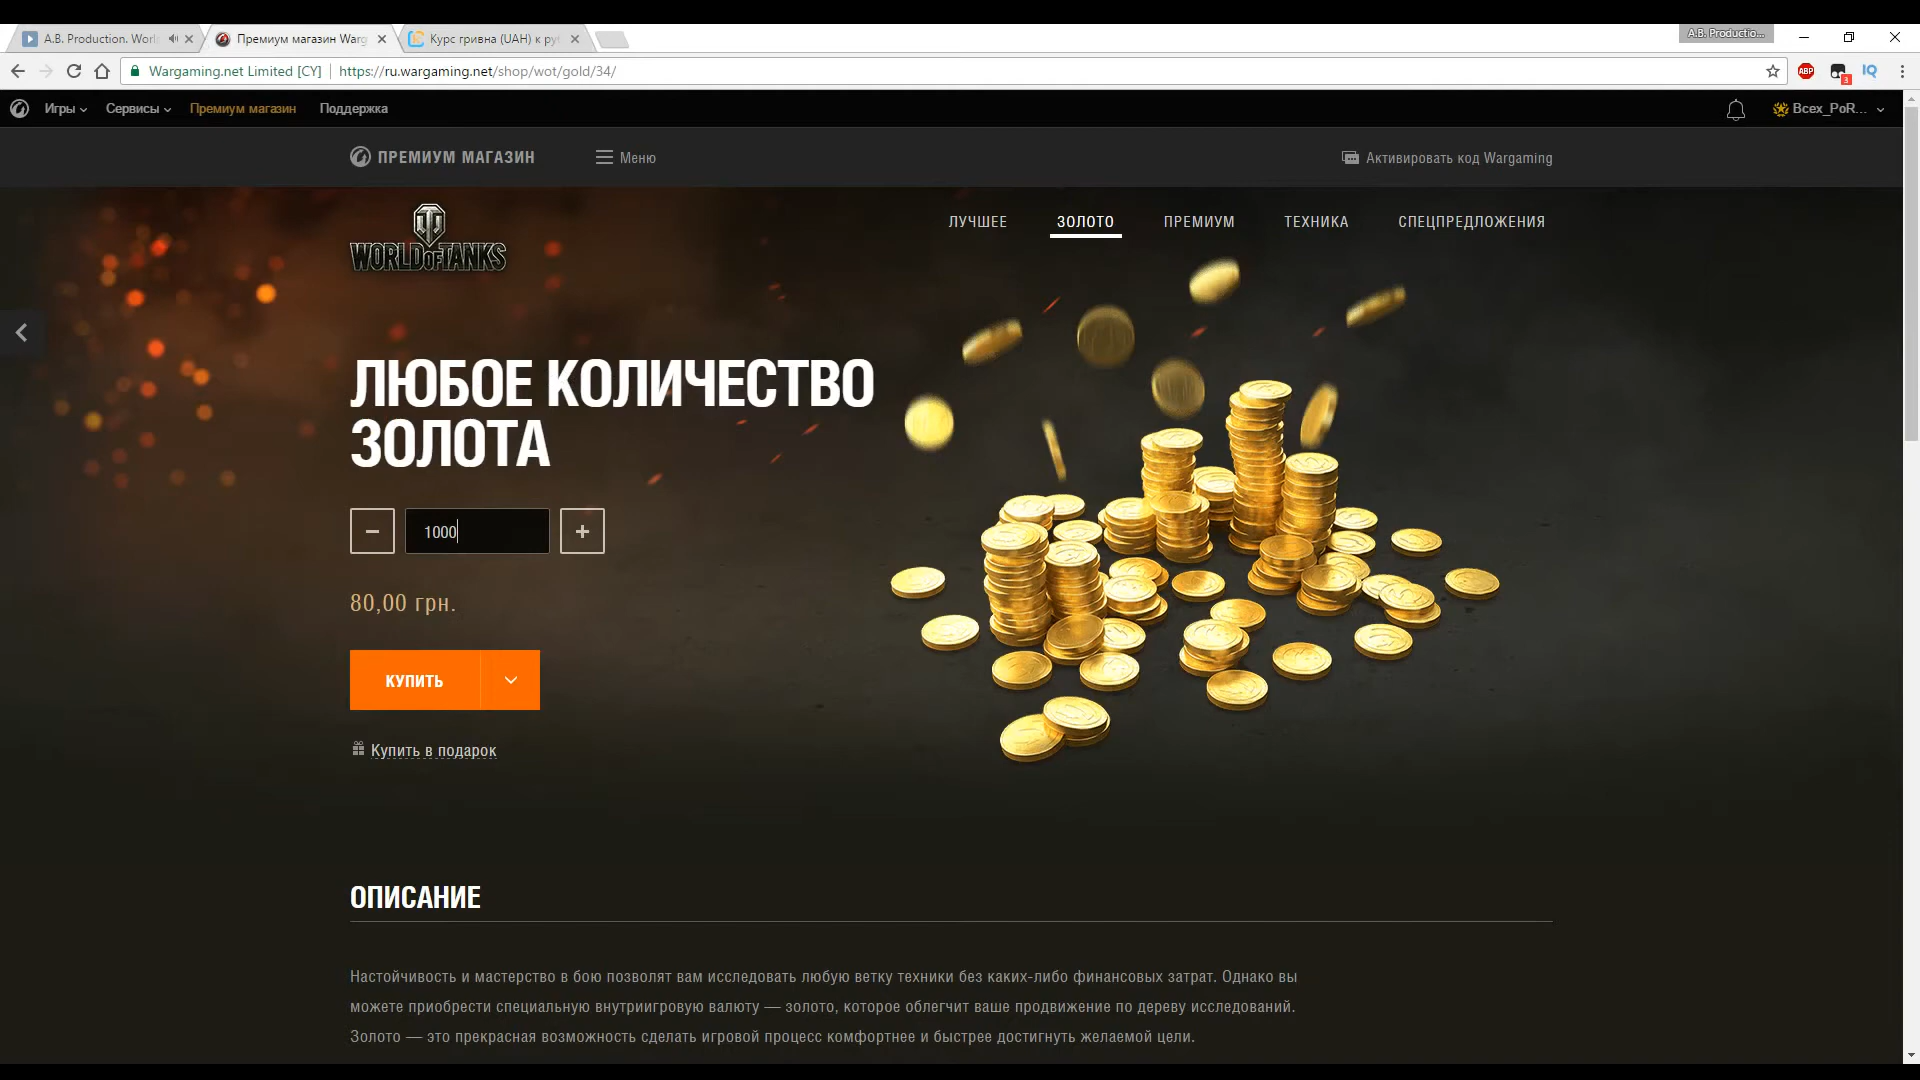 A.B. Production. Worl
Премиум магазин Warg
Курс гривна (UAH) к ру
A.B. Productio...
Wargaming.net Limited [CY]
https://ru.wargaming.net/shop/wot/gold/34/
ABP
3
IQ
Игры
Сервисы
Премиум магазин
Поддержка
Bcex_PoR...
ПРЕМИУМ МАГАЗИН
Меню
Активировать код Wargaming
WORLD OF TANKS
ЛУЧШЕЕ
ЗОЛОТО
ПРЕМИУМ
ТЕХНИКА
СПЕЦПРЕДЛОЖЕНИЯ
ЛЮБОЕ КОЛИЧЕСТВО
ЗОЛОТА
1000
80,00 грн.
КУПИТЬ
Купить в подарок
ОПИСАНИЕ
Настойчивость и мастерство в бою позволят вам исследовать любую ветку техники без каких-либо финансовых затрат. Однако вы
можете приобрести специальную внутриигровую валюту — золото, которое облегчит ваше продвижение по дереву исследований.
Золото — это прекрасная возможность сделать игровой процесс комфортнее и быстрее достигнуть желаемой цели.